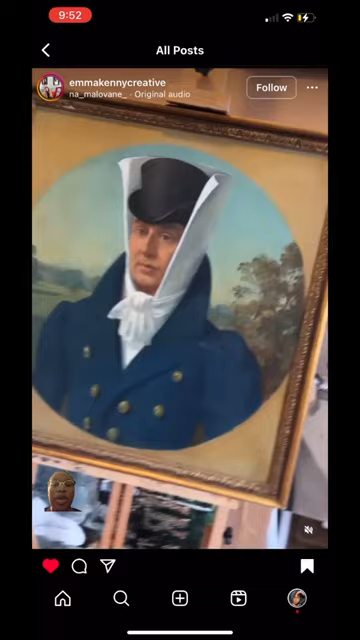 9:52
All Posts
emmakennycreative
na_malovane_ · Original audio
Follow